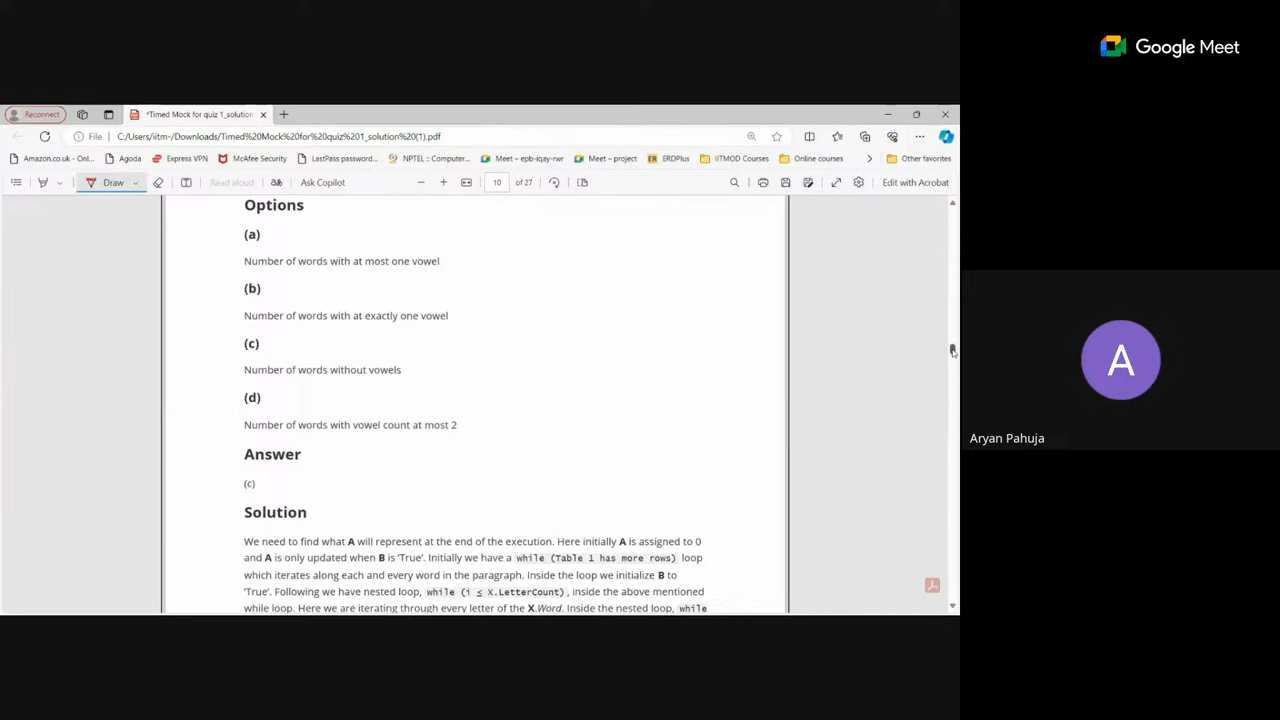 Google Meet
Reconnect
*Timed Mock for quiz 1_solution
File
C:/Users/iitm-/Downloads/Timed%20Mock%20for%20quiz%201_solution%20(1).pdf
Amazon.co.uk - Onl...
Agoda
Express VPN
McAfee Security
LastPass password...
NPTEL :: Computer...
Meet – epb-iqay-rwr
Meet – project
ER ERDPlus
IITMOD Courses
Online courses
Other favorites
Draw
Read aloud
Ask Copilot
10 of 27
Edit with Acrobat
Options
(a)
Number of words with at most one vowel
(b)
Number of words with at exactly one vowel
(c)
Number of words without vowels
(d)
Number of words with vowel count at most 2
Answer
(c)
Solution
We need to find what A will represent at the end of the execution. Here initially A is assigned to 0
and A is only updated when B is 'True'. Initially we have a while (Table 1 has more rows) loop
which iterates along each and every word in the paragraph. Inside the loop we initialize B to
'True'. Following we have nested loop, while (i ≤ X.LetterCount), inside the above mentioned
while loop. Here we are iterating through every letter of the X.Word. Inside the nested loop, while
A
Aryan Pahuja